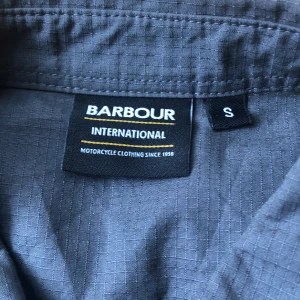 BARBOUR
INTERNATIONAL
MOTORCYCLE CLOTHING SINCE 1936
S